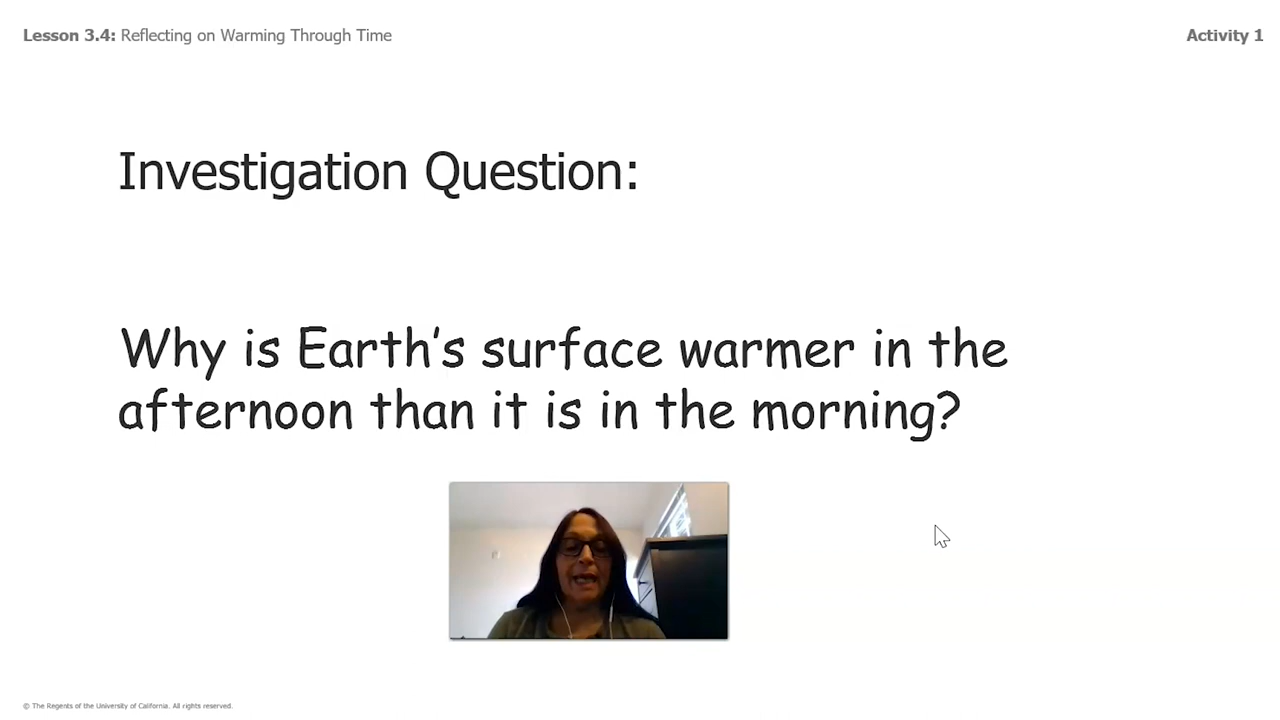 Lesson 3.4: Reflecting on Warming Through Time
Activity 1
Investigation Question:
Why is Earth's surface warmer in the
afternoon than it is in the morning?
© The Regents of the University of California. All rights reserved.